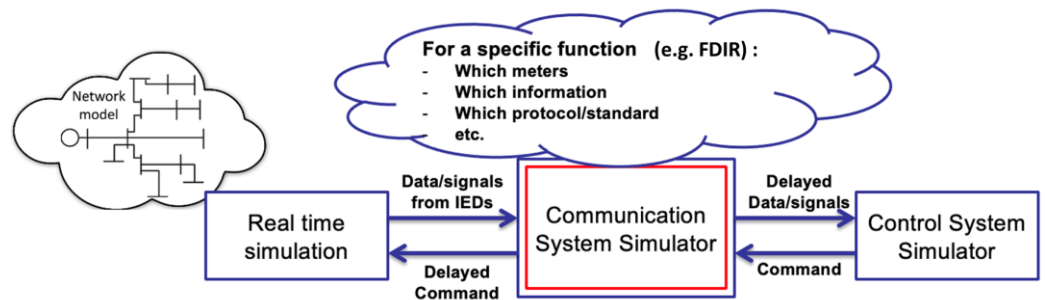 For a specific function (e.g. FDIR) :
- Which meters
- Which information
- Which protocol/standard
- etc.
Network
model
Real time
simulation
Data/signals
from IEDs
Delayed
Command
Communication
System Simulator
Delayed
Data/signals
Command
Control System
Simulator